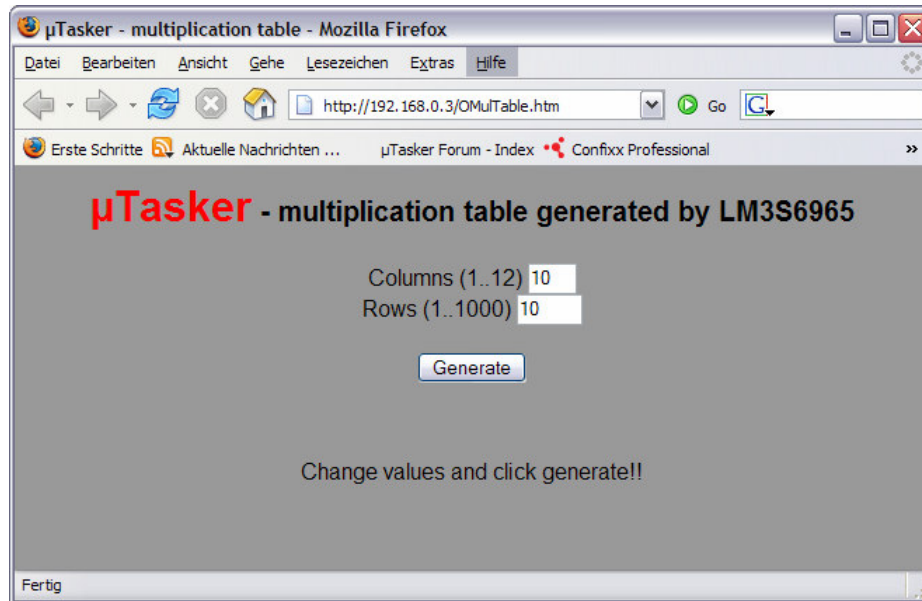 µTasker - multiplication table - Mozilla Firefox
Datei Bearbeiten Ansicht Gehe Lesezeichen Extras Hilfe
http://192.168.0.3/OMulTable.htm Go G
Erste Schritte Aktuelle Nachrichten ... µTasker Forum - Index Confixx Professional »
µTasker - multiplication table generated by LM3S6965
Columns (1..12) 10
Rows (1..1000) 10
Generate
Change values and click generate!!
Fertig